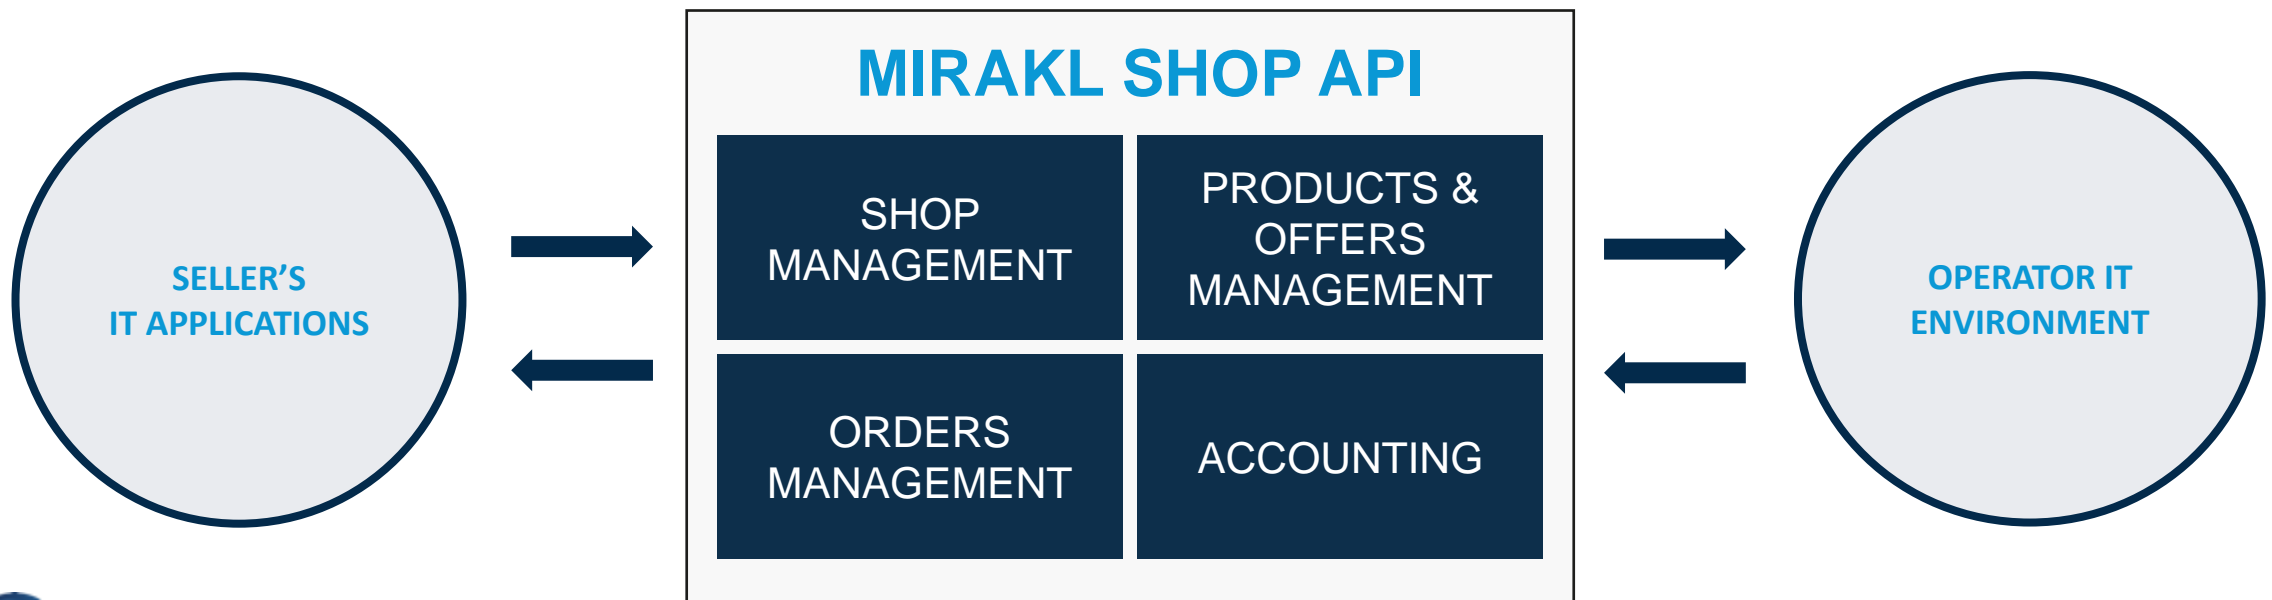 MIRAKL SHOP API
SELLER’S
IT APPLICATIONS
SHOP
MANAGEMENT
PRODUCTS &
OFFERS
MANAGEMENT
ORDERS
MANAGEMENT
ACCOUNTING
OPERATOR IT
ENVIRONMENT